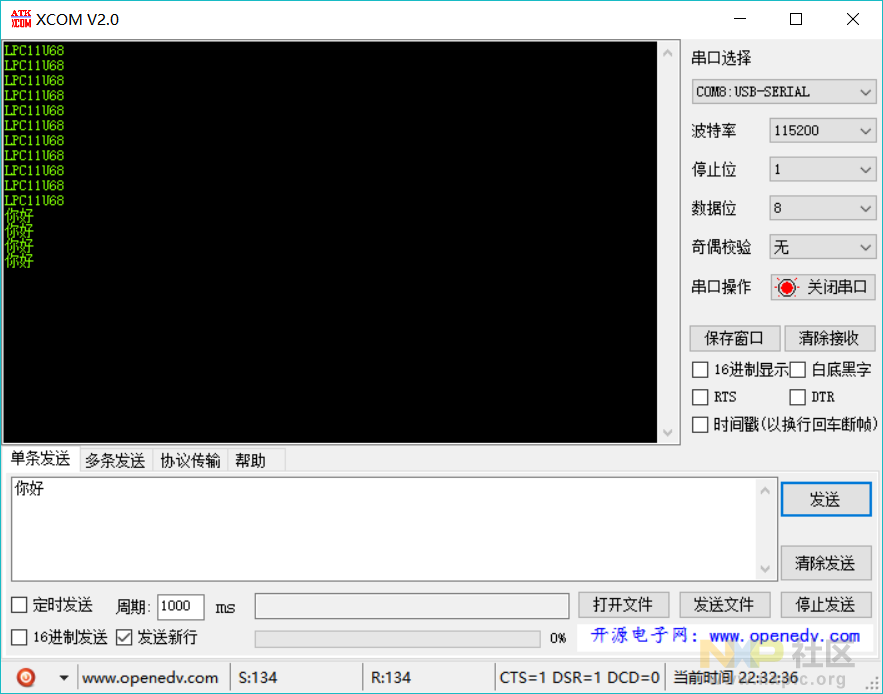 ATK
XCOM
XCOM V2.0
LPC11U68
LPC11U68
LPC11U68
LPC11U68
LPC11U68
LPC11U68
LPC11U68
LPC11U68
LPC11U68
LPC11U68
LPC11U68
你好
你好
你好
你好
串口选择
COM8:USB-SERIAL
波特率 115200
停止位 1
数据位 8
奇偶校验 无
串口操作 关闭串口
保存窗口 清除接收
16进制显示 白底黑字
RTS DTR
时间戳(以换行回车断帧)
单条发送 多条发送 协议传输 帮助
你好
发送
清除发送
定时发送 周期: 1000 ms 打开文件 发送文件 停止发送
16进制发送 发送新行 0% 开源电子网: www.openedv.com
www.openedv.com S:134 R:134 CTS=1 DSR=1 DCD=0 当前时间 22:32:36
NXP社区